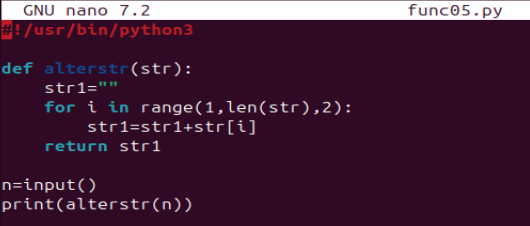 GNU nano 7.2 func05.py
#!/usr/bin/python3

def alterstr(str):
    str1=""
    for i in range(1,len(str),2):
        str1=str1+str[i]
    return str1

n=input()
print(alterstr(n))